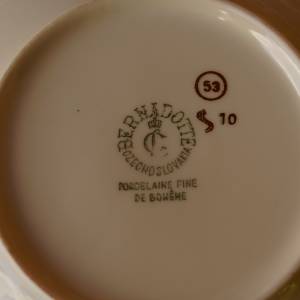 53
10
BERNADOTTE
CZECHOSLOVAKIA
PORCELAINE FINE
DE BOHÊME